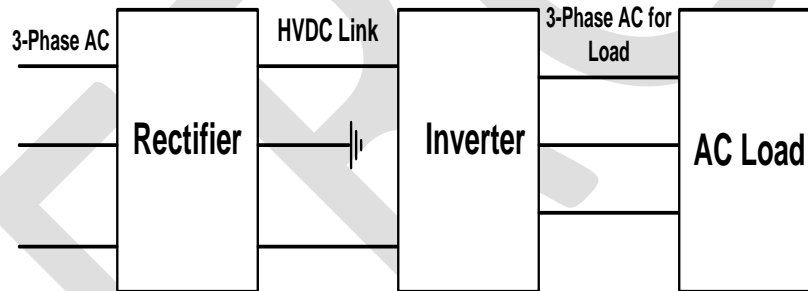 3-Phase AC
HVDC Link
3-Phase AC for
Load
Rectifier
Inverter
AC Load